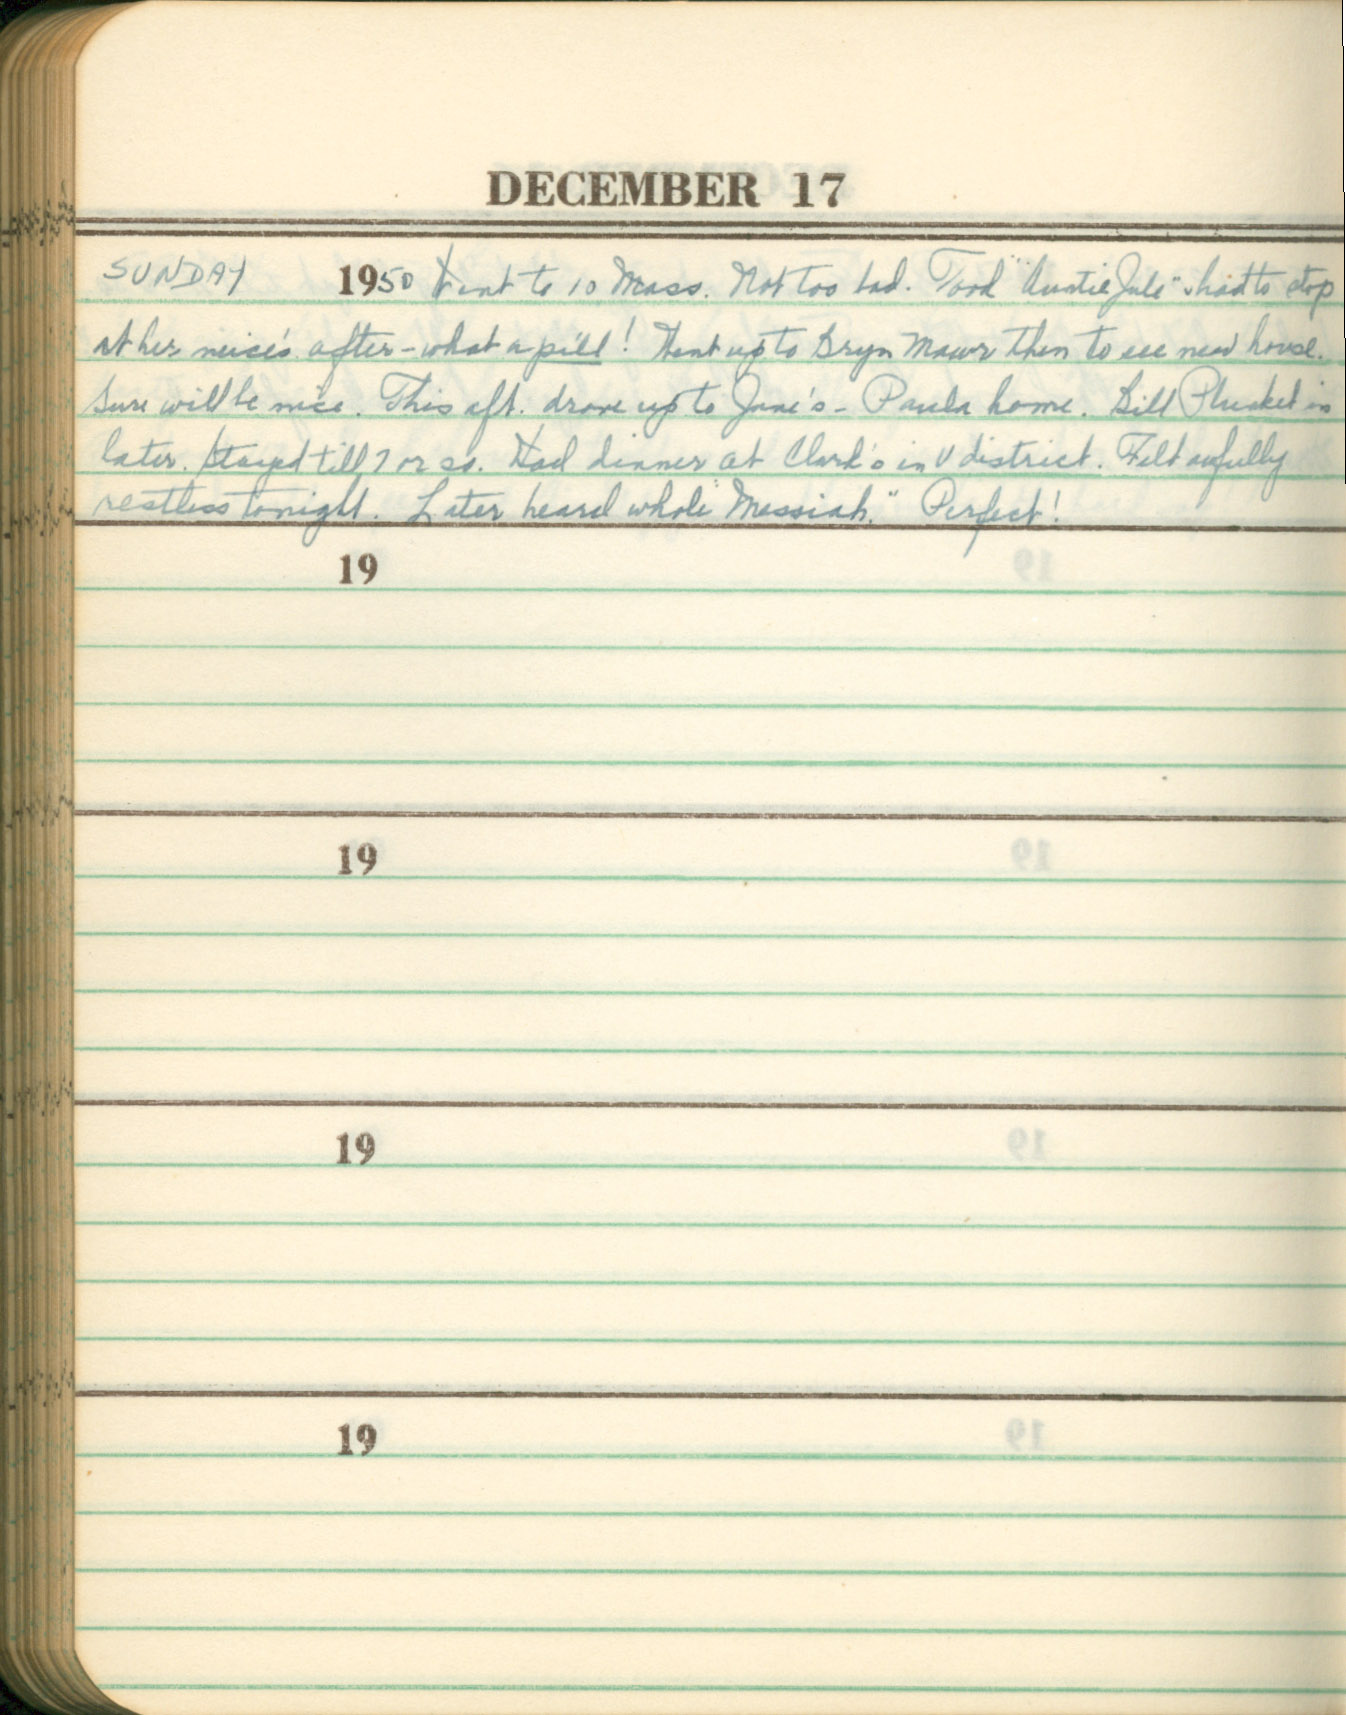 DECEMBER 17
SUNDAY 1950 Went to 10 Mass. Not too bad. "Auntie Jule" had to stop
at her neice's after - what a pill! Went up to Bryn Mawr then to see new house.
Sure will be nice. This aft. drove up to June's - Paula home. Bill Plunket in
later. Stayed till 7 or so. Had dinner at Clark's in U district. Felt awfully
restless tonight. Later heard whole "Messiah." Perfect!
19
19
19
19